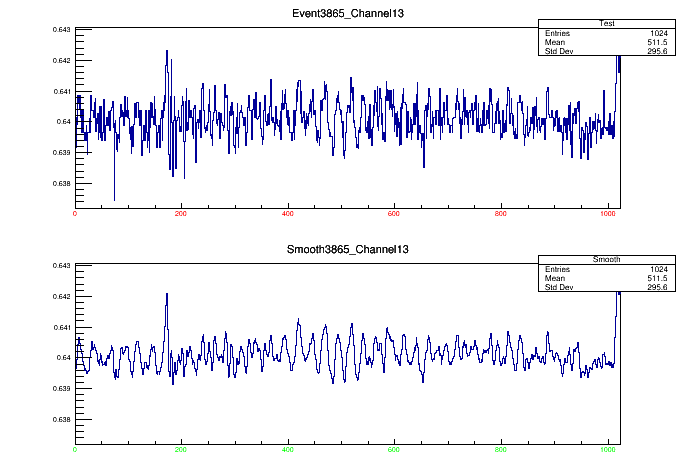 Event3865_Channel13
Test
Entries 1024
Mean 511.5
Std Dev 295.6
0.643
0.642
0.641
0.64
0.639
0.638
0 200 400 600 800 1000
Smooth3865_Channel13
Smooth
Entries 1024
Mean 511.5
Std Dev 295.6
0.643
0.642
0.641
0.64
0.639
0.638
0 200 400 600 800 1000